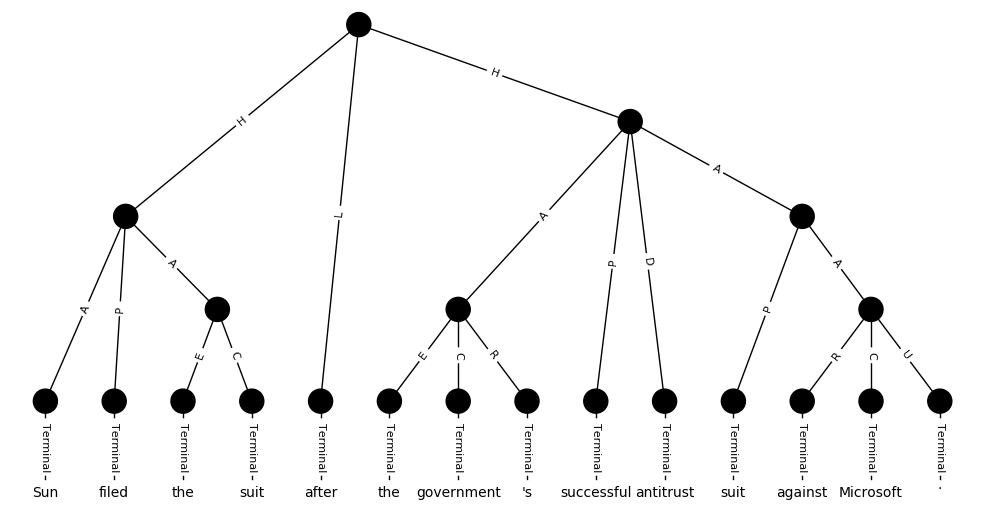 H
H
A
H
L
A
A
P
D
A
A
P
P
E
C
E
C
R
R
C
U
Terminal Terminal Terminal Terminal Terminal Terminal Terminal Terminal Terminal Terminal Terminal Terminal Terminal Terminal
Sun filed the suit after the government 's successful antitrust suit against Microsoft .